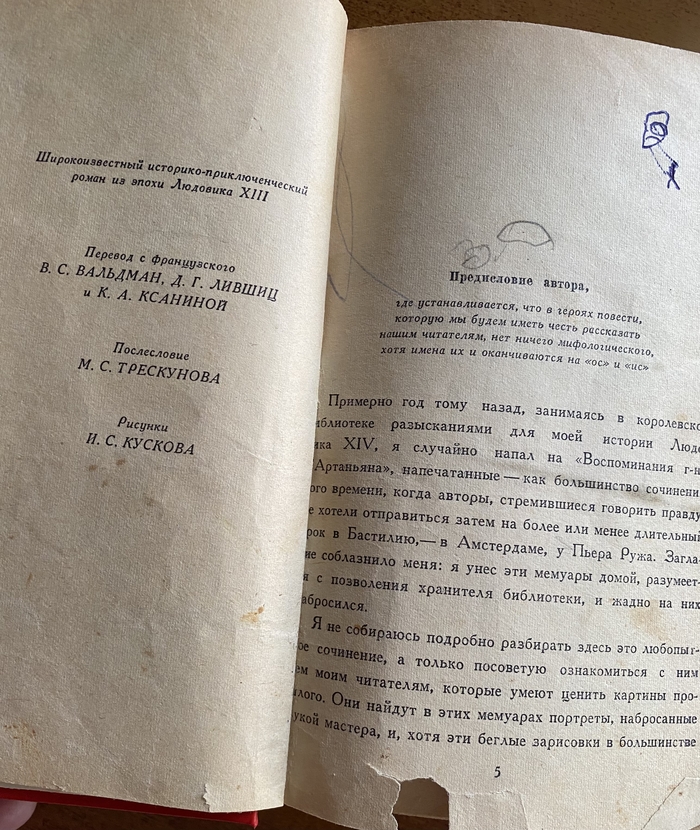 Широкоизвестный историко-приключенческий
роман из эпохи Людовика XIII
Перевод с французского
В. С. ВАЛЬДМАН, Д. Г. ЛИВШИЦ
и К. А. КСАНИНОЙ
Послесловие
М. С. ТРЕСКУНОВА
Рисунки
И. С. КУСКОВА
Предисловие автора,
где устанавливается, что в героях повести,
которую мы будем иметь честь рассказать
нашим читателям, нет ничего мифологического,
хотя имена их и оканчиваются на «ос» и «ис»
Примерно год тому назад, занимаясь в королевско
иблиотеке разысканиями для моей истории Людо
ика XIV, я случайно напал на «Воспоминания г-н
Артаньяна», напечатанные — как большинство сочинени
ого времени, когда авторы, стремившиеся говорить правду
е хотели отправиться затем на более или менее длительный
рок в Бастилию,— в Амстердаме, у Пьера Ружа. Загла-
ие соблазнило меня: я унес эти мемуары домой, разумеет-
я с позволения хранителя библиотеки, и жадно на них
абросился.
Я не собираюсь подробно разбирать здесь это любопыт-
ое сочинение, а только посоветую ознакомиться с ним
ем моим читателям, которые умеют ценить картины про-
лого. Они найдут в этих мемуарах портреты, набросанные
укой мастера, и, хотя эти беглые зарисовки в большинстве
5